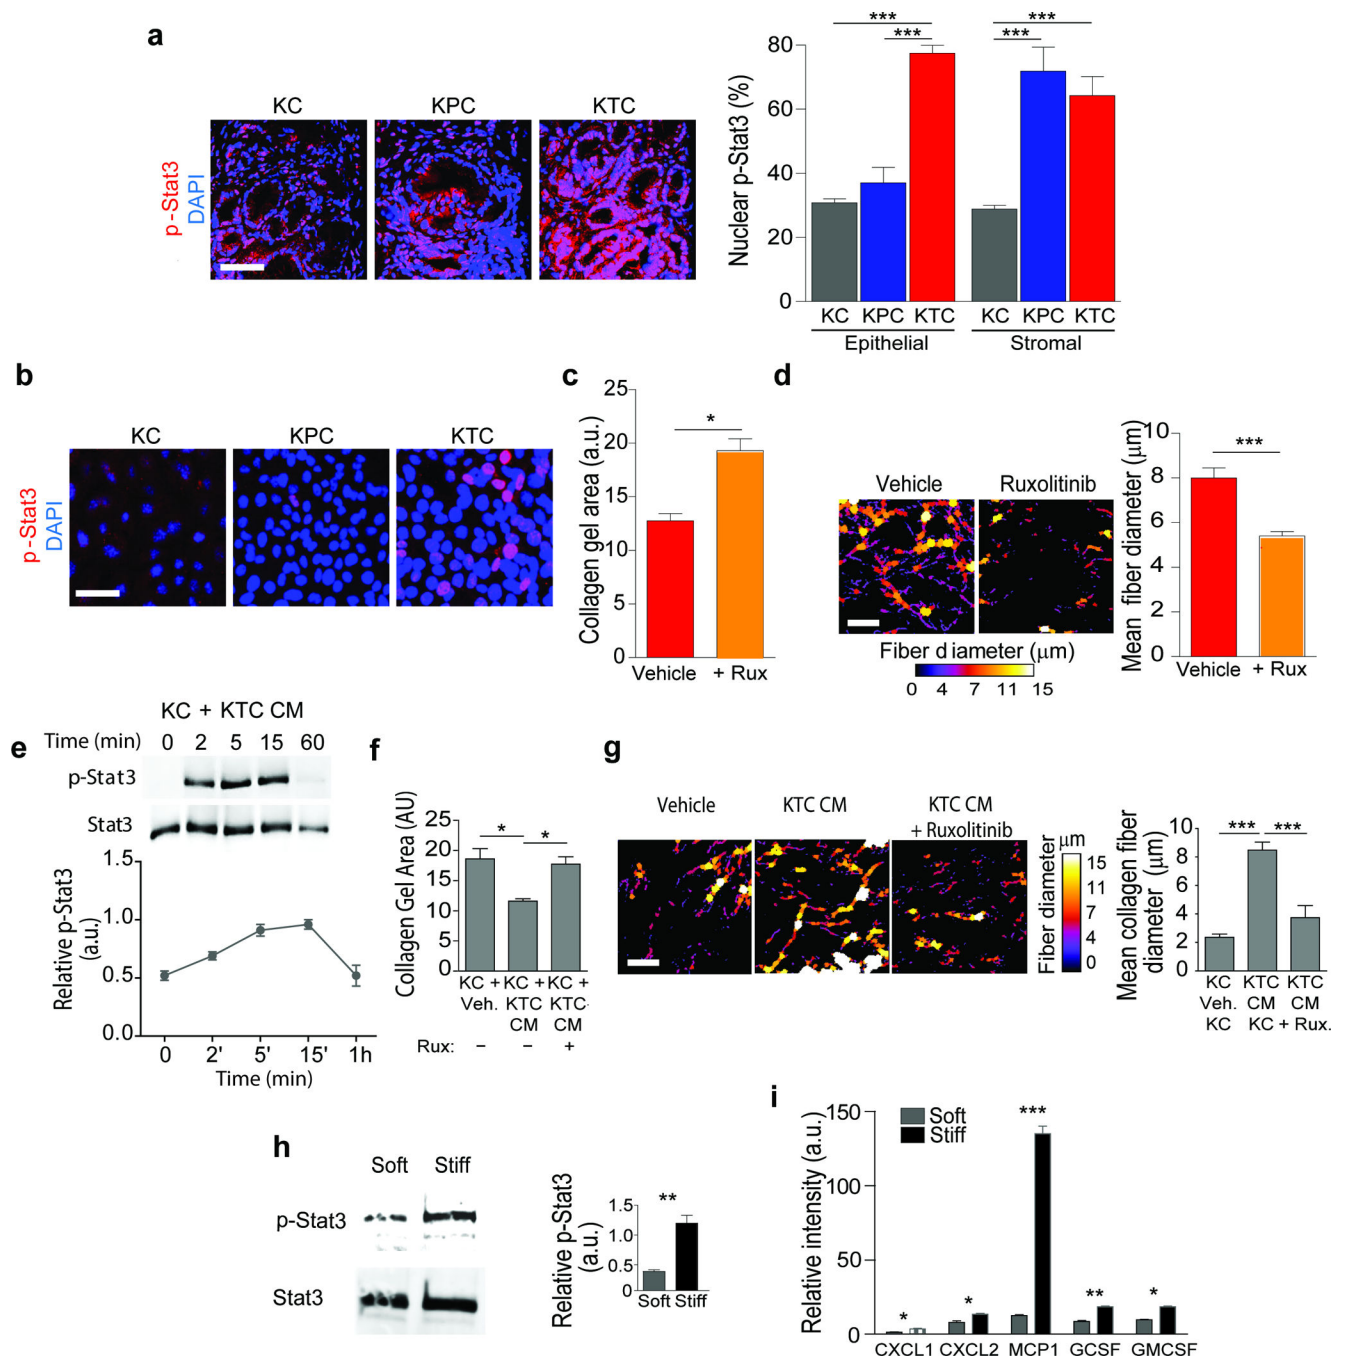 a
KC KPC KTC
p-Stat3
DAPI
Nuclear p-Stat3 (%)
80
60
40
20
0
*** ***
*** ***
KC KPC KTC KC KPC KTC
Epithelial Stromal
b
KC KPC KTC
p-Stat3
DAPI
c
Collagen gel area (a.u.)
25
20
15
10
5
0
*
Vehicle + Rux
d
Vehicle Ruxolitinib
Fiber diameter (μm)
0 4 7 11 15
Mean fiber diameter (μm)
10
8
6
4
2
0
***
Vehicle + Rux
e
KC + KTC CM
Time (min) 0 2 5 15 60
p-Stat3
Stat3
Relative p-Stat3
(a.u.)
1.5
1.0
0.5
0.0
0 2' 5' 15' 1h
Time (min)
f
Collagen Gel Area (AU)
25
20
15
10
5
0
* *
KC + KC + KC +
Veh. KTC KTC
CM CM
Rux: – – +
g
Vehicle KTC CM KTC CM
+ Ruxolitinib
Fiber diameter μm
15
11
7
4
0
Mean collagen fiber
diameter (μm)
10
8
6
4
2
0
*** ***
KC KTC KTC
Veh. CM CM
KC KC + Rux.
h
Soft Stiff
p-Stat3
Stat3
Relative p-Stat3
(a.u.)
1.5
1.0
0.5
0
**
Soft Stiff
i
Relative intensity (a.u.)
150
100
50
0
Soft
Stiff
* * *** ** *
CXCL1 CXCL2 MCP1 GCSF GMCSF